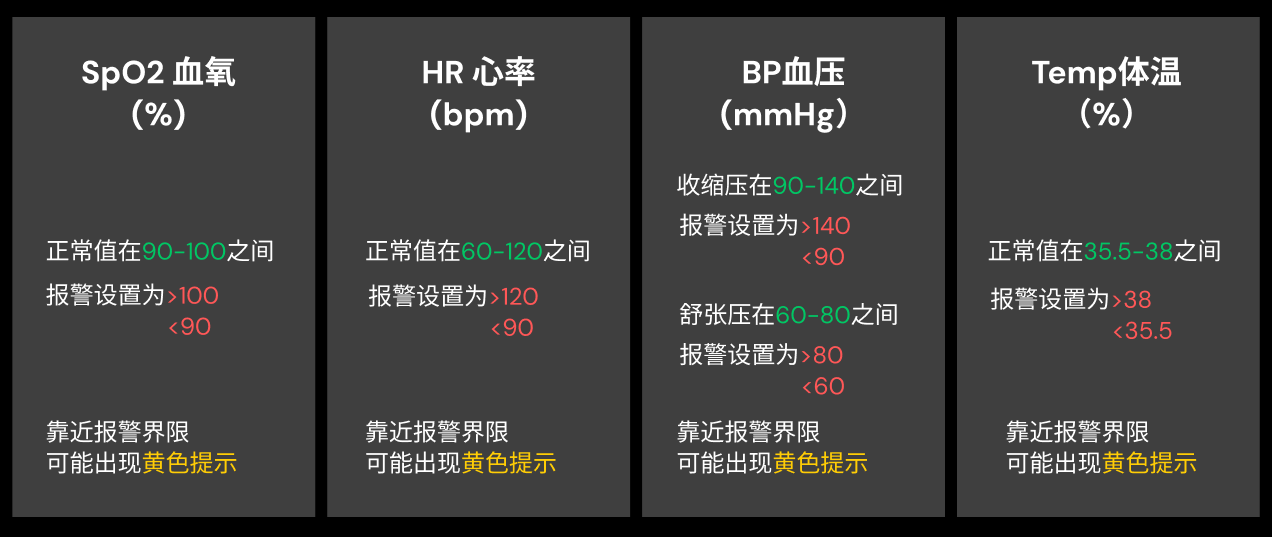 SpO2 血氧
(%)
正常值在90-100之间
报警设置为>100
<90
靠近报警界限
可能出现黄色提示
HR 心率
(bpm)
正常值在60-120之间
报警设置为>120
<90
靠近报警界限
可能出现黄色提示
BP血压
(mmHg)
收缩压在90-140之间
报警设置为>140
<90
舒张压在60-80之间
报警设置为>80
<60
靠近报警界限
可能出现黄色提示
Temp体温
(%)
正常值在35.5-38之间
报警设置为>38
<35.5
靠近报警界限
可能出现黄色提示